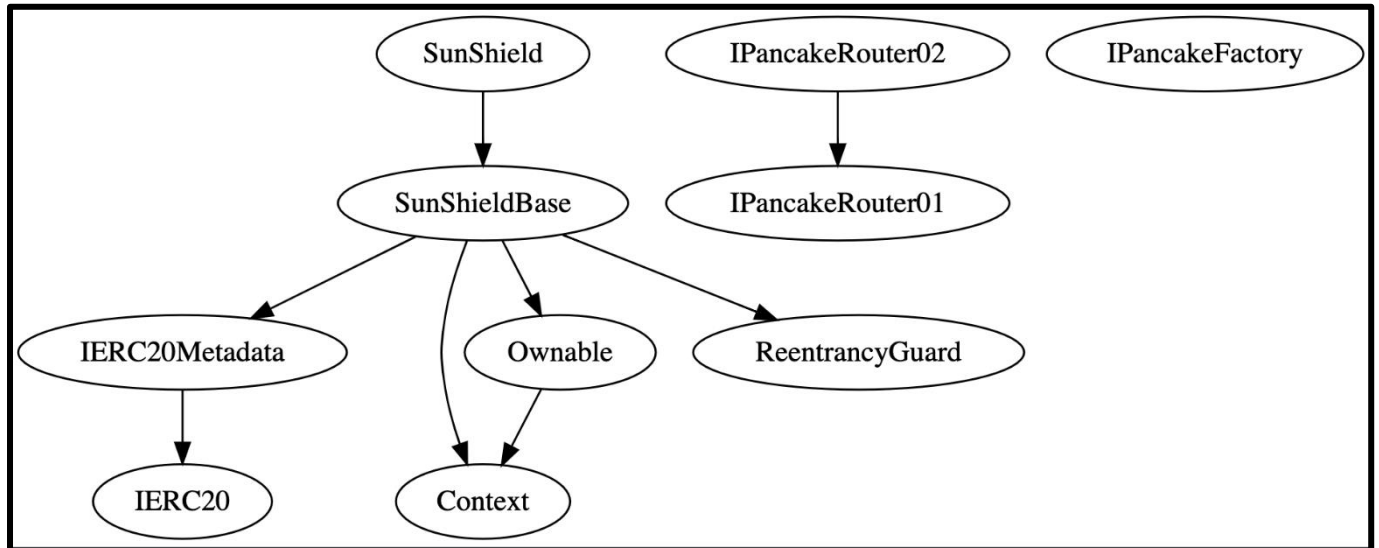 SunShield
IPancakeRouter02
IPancakeFactory
SunShieldBase
IPancakeRouter01
IERC20Metadata
Ownable
ReentrancyGuard
IERC20
Context